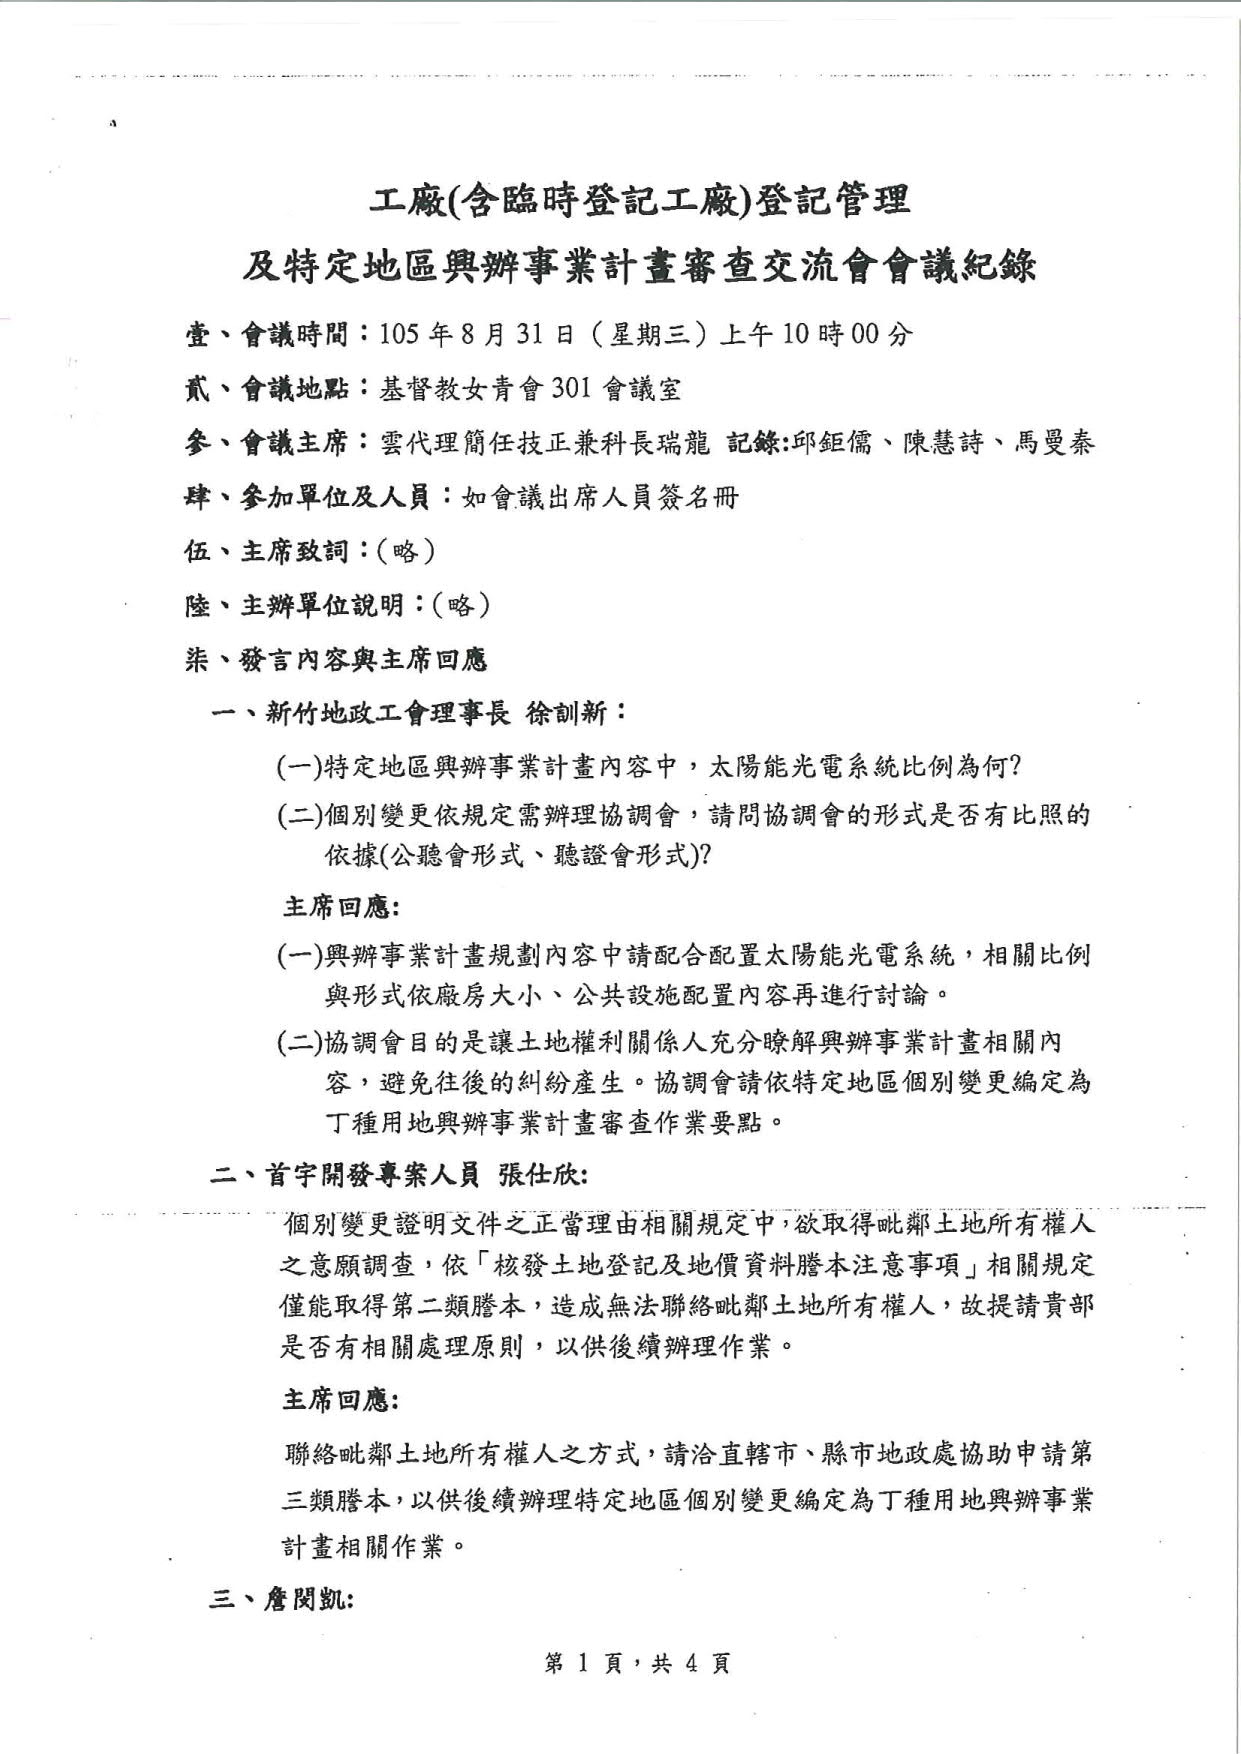 工廠(含臨時登記工廠)登記管理
及特定地區興辦事業計畫審查交流會會議紀錄
壹、會議時間：105 年 8 月 31 日（星期三）上午 10 時 00 分
貳、會議地點：基督教女青會 301 會議室
參、會議主席：雲代理簡任技正兼科長瑞龍 記錄:邱鉅儒、陳慧詩、馬曼秦
肆、參加單位及人員：如會議出席人員簽名冊
伍、主席致詞：（略）
陸、主辦單位說明：（略）
柒、發言內容與主席回應
一、新竹地政工會理事長 徐訓新：
(一)特定地區興辦事業計畫內容中，太陽能光電系統比例為何?
(二)個別變更依規定需辦理協調會，請問協調會的形式是否有比照的
依據(公聽會形式、聽證會形式)?
主席回應:
(一)興辦事業計畫規劃內容中請配合配置太陽能光電系統，相關比例
與形式依廠房大小、公共設施配置內容再進行討論。
(二)協調會目的是讓土地權利關係人充分瞭解興辦事業計畫相關內
容，避免往後的糾紛產生。協調會請依特定地區個別變更編定為
丁種用地興辦事業計畫審查作業要點。
二、首宇開發專案人員 張仕欣:
個別變更證明文件之正當理由相關規定中，欲取得毗鄰土地所有權人
之意願調查，依「核發土地登記及地價資料謄本注意事項」相關規定
僅能取得第二類謄本，造成無法聯絡毗鄰土地所有權人，故提請貴部
是否有相關處理原則，以供後續辦理作業。
主席回應:
聯絡毗鄰土地所有權人之方式，請洽直轄市、縣市地政處協助申請第
三類謄本，以供後續辦理特定地區個別變更編定為丁種用地興辦事業
計畫相關作業。
三、詹閔凱:
第 1 頁，共 4 頁